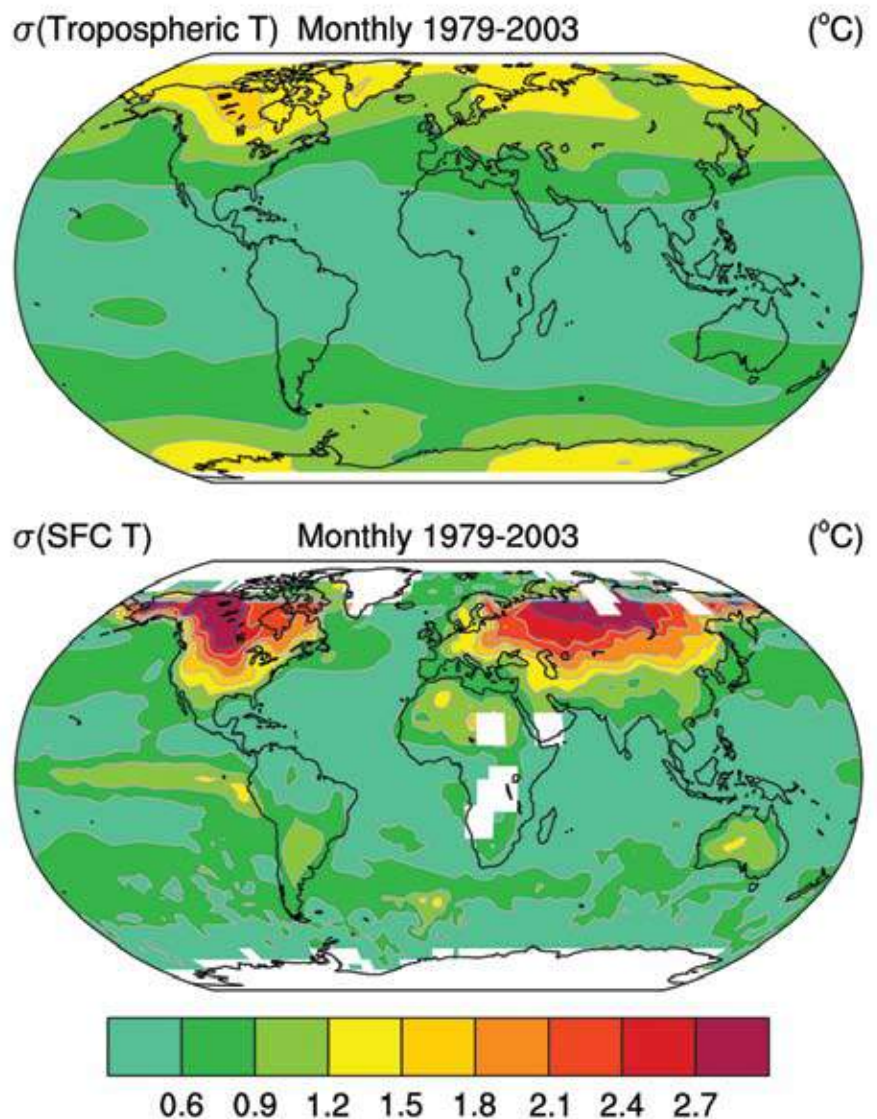 σ(Tropospheric T) Monthly 1979-2003 (°C)
σ(SFC T) Monthly 1979-2003 (°C)
0.6 0.9 1.2 1.5 1.8 2.1 2.4 2.7